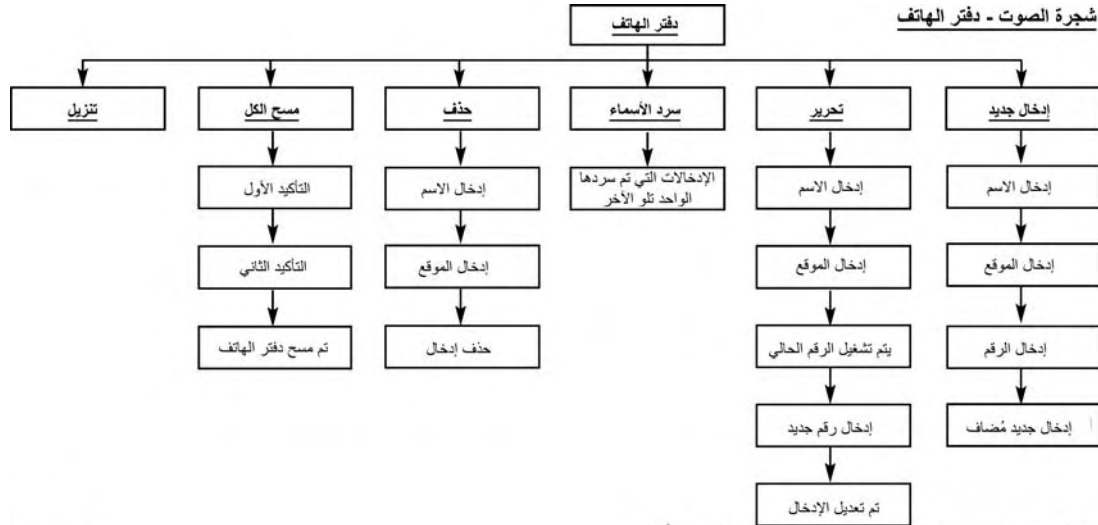 شجرة الصوت - دفتر الهاتف
دفتر الهاتف
إدخال جديد
تحرير
سرد الأسماء
حذف
مسح الكل
تنزيل
إدخال الاسم
إدخال الاسم
الإدخالات التي تم سردها
الواحد تلو الآخر
إدخال الاسم
التأكيد الأول
إدخال الموقع
إدخال الموقع
إدخال الموقع
التأكيد الثاني
إدخال الرقم
يتم تشغيل الرقم الحالي
حذف إدخال
تم مسح دفتر الهاتف
إدخال جديد مُضاف
إدخال رقم جديد
تم تعديل الإدخال